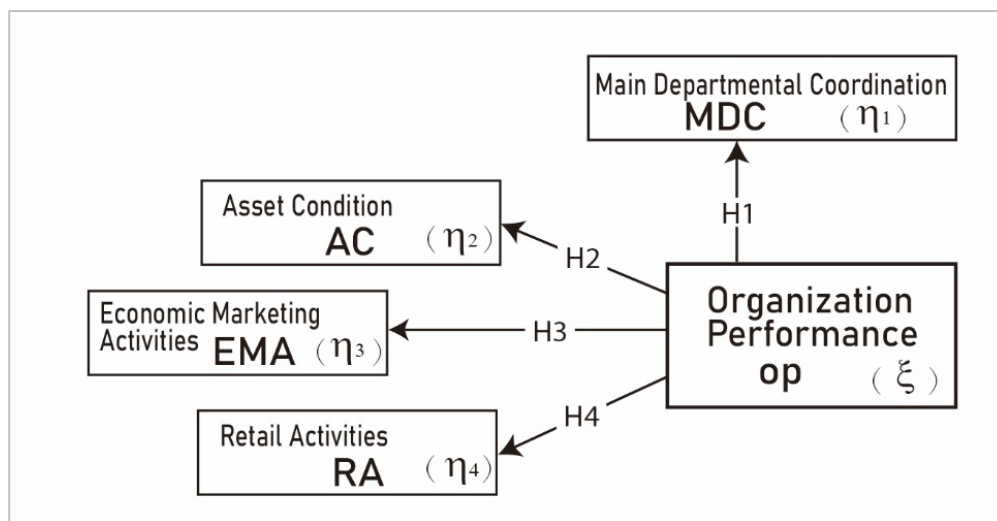 Main Departmental Coordination
MDC (η1)
H1
Asset Condition
AC (η2)
H2
Economic Marketing
Activities EMA (η3)
H3
Organization
Performance
op (ξ)
H4
Retail Activities
RA (η4)